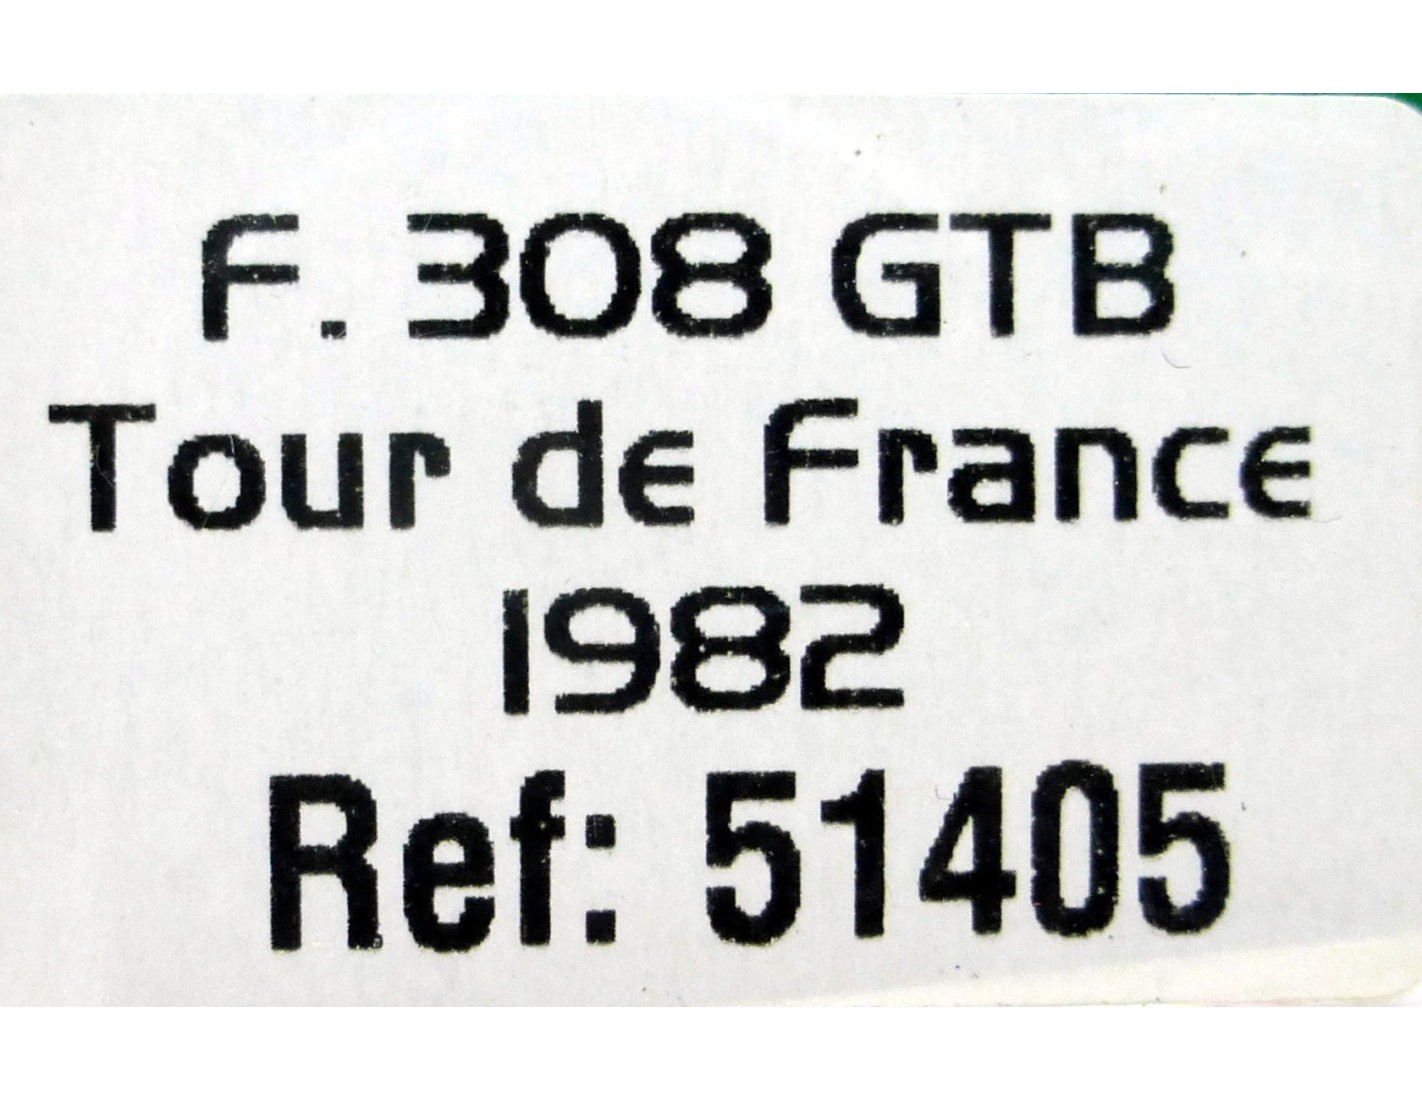 F. 308 GTB
Tour de France
1982
Ref: 51405